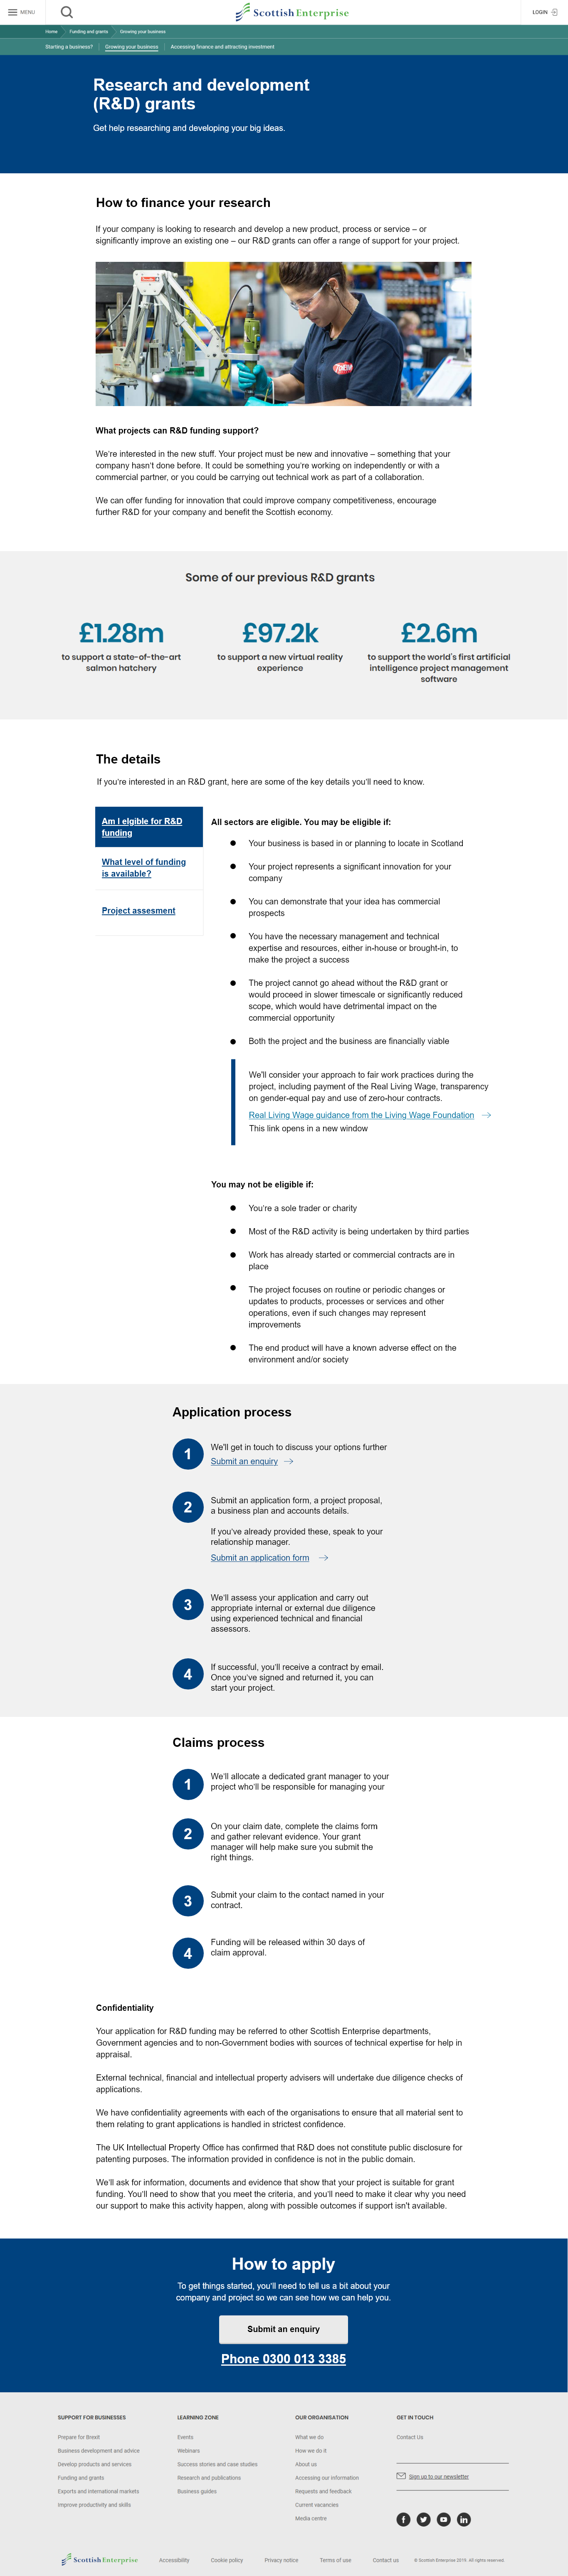 MENU
Scottish Enterprise
LOGIN
Home
Funding and grants
Growing your business
Starting a business?
Growing your business
Accessing finance and attracting investment
Research and development
(R&D) grants
Get help researching and developing your big ideas.
How to finance your research
If your company is looking to research and develop a new product, process or service – or
significantly improve an existing one – our R&D grants can offer a range of support for your project.
What projects can R&D funding support?
We're interested in the new stuff. Your project must be new and innovative – something that your
company hasn't done before. It could be something you're working on independently or with a
commercial partner, or you could be carrying out technical work as part of a collaboration.
We can offer funding for innovation that could improve company competitiveness, encourage
further R&D for your company and benefit the Scottish economy.
Some of our previous R&D grants
£1.28m
to support a state-of-the-art
salmon hatchery
£97.2k
to support a new virtual reality
experience
£2.6m
to support the world's first artificial
intelligence project management
software
The details
If you're interested in an R&D grant, here are some of the key details you'll need to know.
Am I elgible for R&D
funding
What level of funding
is available?
Project assesment
All sectors are eligible. You may be eligible if:
Your business is based in or planning to locate in Scotland
Your project represents a significant innovation for your
company
You can demonstrate that your idea has commercial
prospects
You have the necessary management and technical
expertise and resources, either in-house or brought-in, to
make the project a success
The project cannot go ahead without the R&D grant or
would proceed in slower timescale or significantly reduced
scope, which would have detrimental impact on the
commercial opportunity
Both the project and the business are financially viable
We'll consider your approach to fair work practices during the
project, including payment of the Real Living Wage, transparency
on gender-equal pay and use of zero-hour contracts.
Real Living Wage guidance from the Living Wage Foundation
This link opens in a new window
You may not be eligible if:
You're a sole trader or charity
Most of the R&D activity is being undertaken by third parties
Work has already started or commercial contracts are in
place
The project focuses on routine or periodic changes or
updates to products, processes or services and other
operations, even if such changes may represent
improvements
The end product will have a known adverse effect on the
environment and/or society
Application process
1
We'll get in touch to discuss your options further
Submit an enquiry
2
Submit an application form, a project proposal,
a business plan and accounts details.
If you've already provided these, speak to your
relationship manager.
Submit an application form
3
We'll assess your application and carry out
appropriate internal or external due diligence
using experienced technical and financial
assessors.
4
If successful, you'll receive a contract by email.
Once you've signed and returned it, you can
start your project.
Claims process
1
We'll allocate a dedicated grant manager to your
project who'll be responsible for managing your
2
On your claim date, complete the claims form
and gather relevant evidence. Your grant
manager will help make sure you submit the
right things.
3
Submit your claim to the contact named in your
contract.
4
Funding will be released within 30 days of
claim approval.
Confidentiality
Your application for R&D funding may be referred to other Scottish Enterprise departments,
Government agencies and to non-Government bodies with sources of technical expertise for help in
appraisal.
External technical, financial and intellectual property advisers will undertake due diligence checks of
applications.
We have confidentiality agreements with each of the organisations to ensure that all material sent to
them relating to grant applications is handled in strictest confidence.
The UK Intellectual Property Office has confirmed that R&D does not constitute public disclosure for
patenting purposes. The information provided in confidence is not in the public domain.
We'll ask for information, documents and evidence that show that your project is suitable for grant
funding. You'll need to show that you meet the criteria, and you'll need to make it clear why you need
our support to make this activity happen, along with possible outcomes if support isn't available.
How to apply
To get things started, you'll need to tell us a bit about your
company and project so we can see how we can help you.
Submit an enquiry
Phone 0300 013 3385
SUPPORT FOR BUSINESSES
Prepare for Brexit
Business development and advice
Develop products and services
Funding and grants
Exports and international markets
Improve productivity and skills
LEARNING ZONE
Events
Webinars
Success stories and case studies
Research and publications
Business guides
OUR ORGANISATION
What we do
How we do it
About us
Accessing our information
Requests and feedback
Current vacancies
Media centre
GET IN TOUCH
Contact Us
Sign up to our newsletter
Scottish Enterprise
Accessibility
Cookie policy
Privacy notice
Terms of use
Contact us
© Scottish Enterprise 2019. All rights reserved